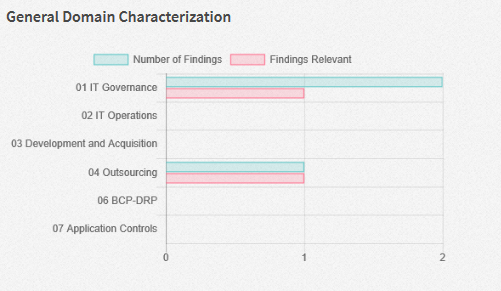 General Domain Characterization
Number of Findings Findings Relevant
01 IT Governance
02 IT Operations
03 Development and Acquisition
04 Outsourcing
06 BCP-DRP
07 Application Controls
0 1 2